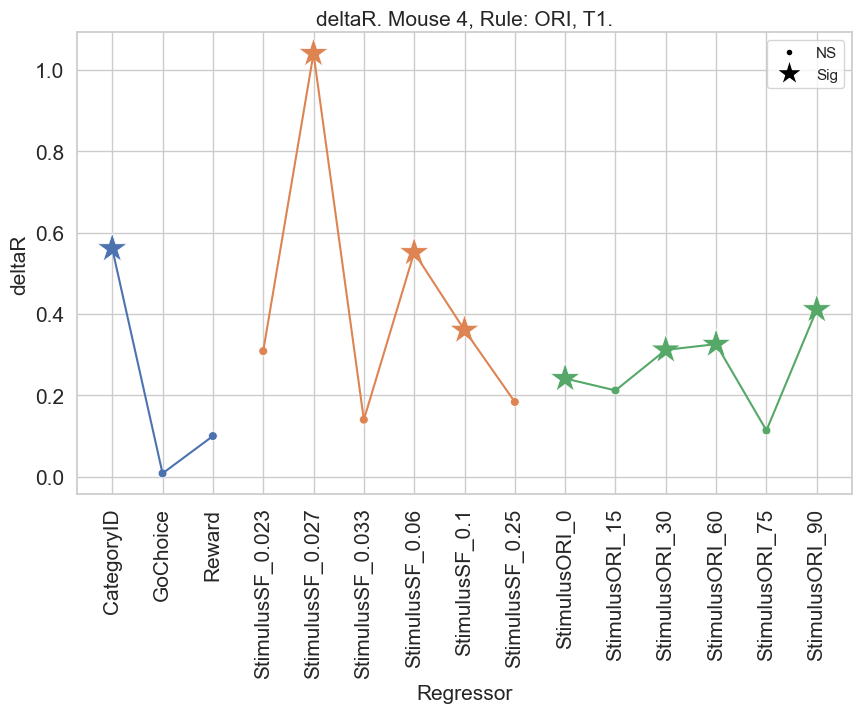 deltaR. Mouse 4, Rule: ORI, T1.
NS
Sig
deltaR
1.0
0.8
0.6
0.4
0.2
0.0
CategoryID
GoChoice
Reward
StimulusSF_0.023
StimulusSF_0.027
StimulusSF_0.033
StimulusSF_0.06
StimulusSF_0.1
StimulusSF_0.25
StimulusORI_0
StimulusORI_15
StimulusORI_30
StimulusORI_60
StimulusORI_75
StimulusORI_90
Regressor